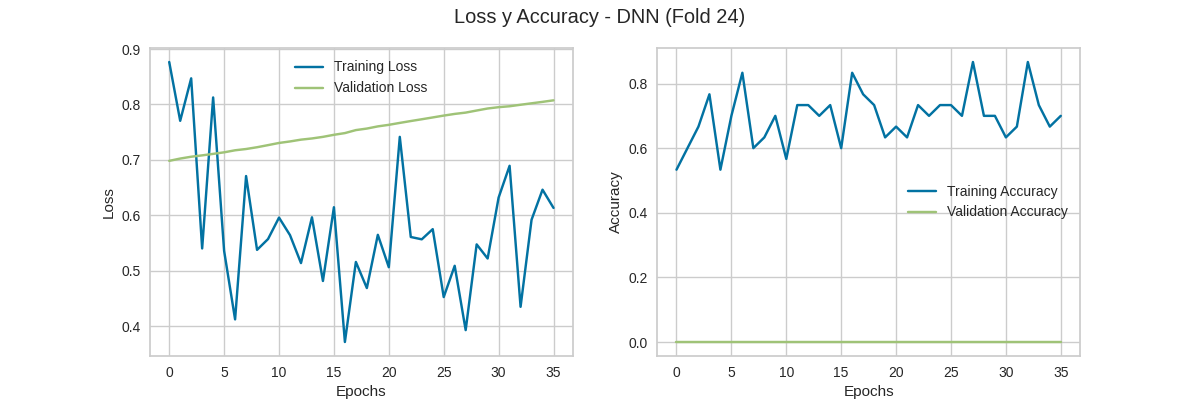 Loss y Accuracy - DNN (Fold 24)
0.9
0.8
0.7
0.6
0.5
0.4
Loss
Training Loss
Validation Loss
0 5 10 15 20 25 30 35
Epochs
0.8
0.6
0.4
0.2
0.0
Accuracy
Training Accuracy
Validation Accuracy
0 5 10 15 20 25 30 35
Epochs